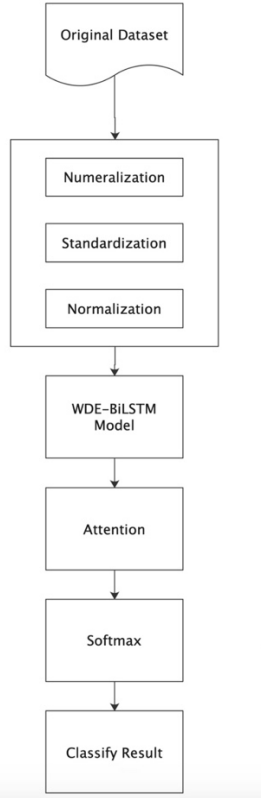 Original Dataset
Numeralization
Standardization
Normalization
WDE-BiLSTM
Model
Attention
Softmax
Classify Result